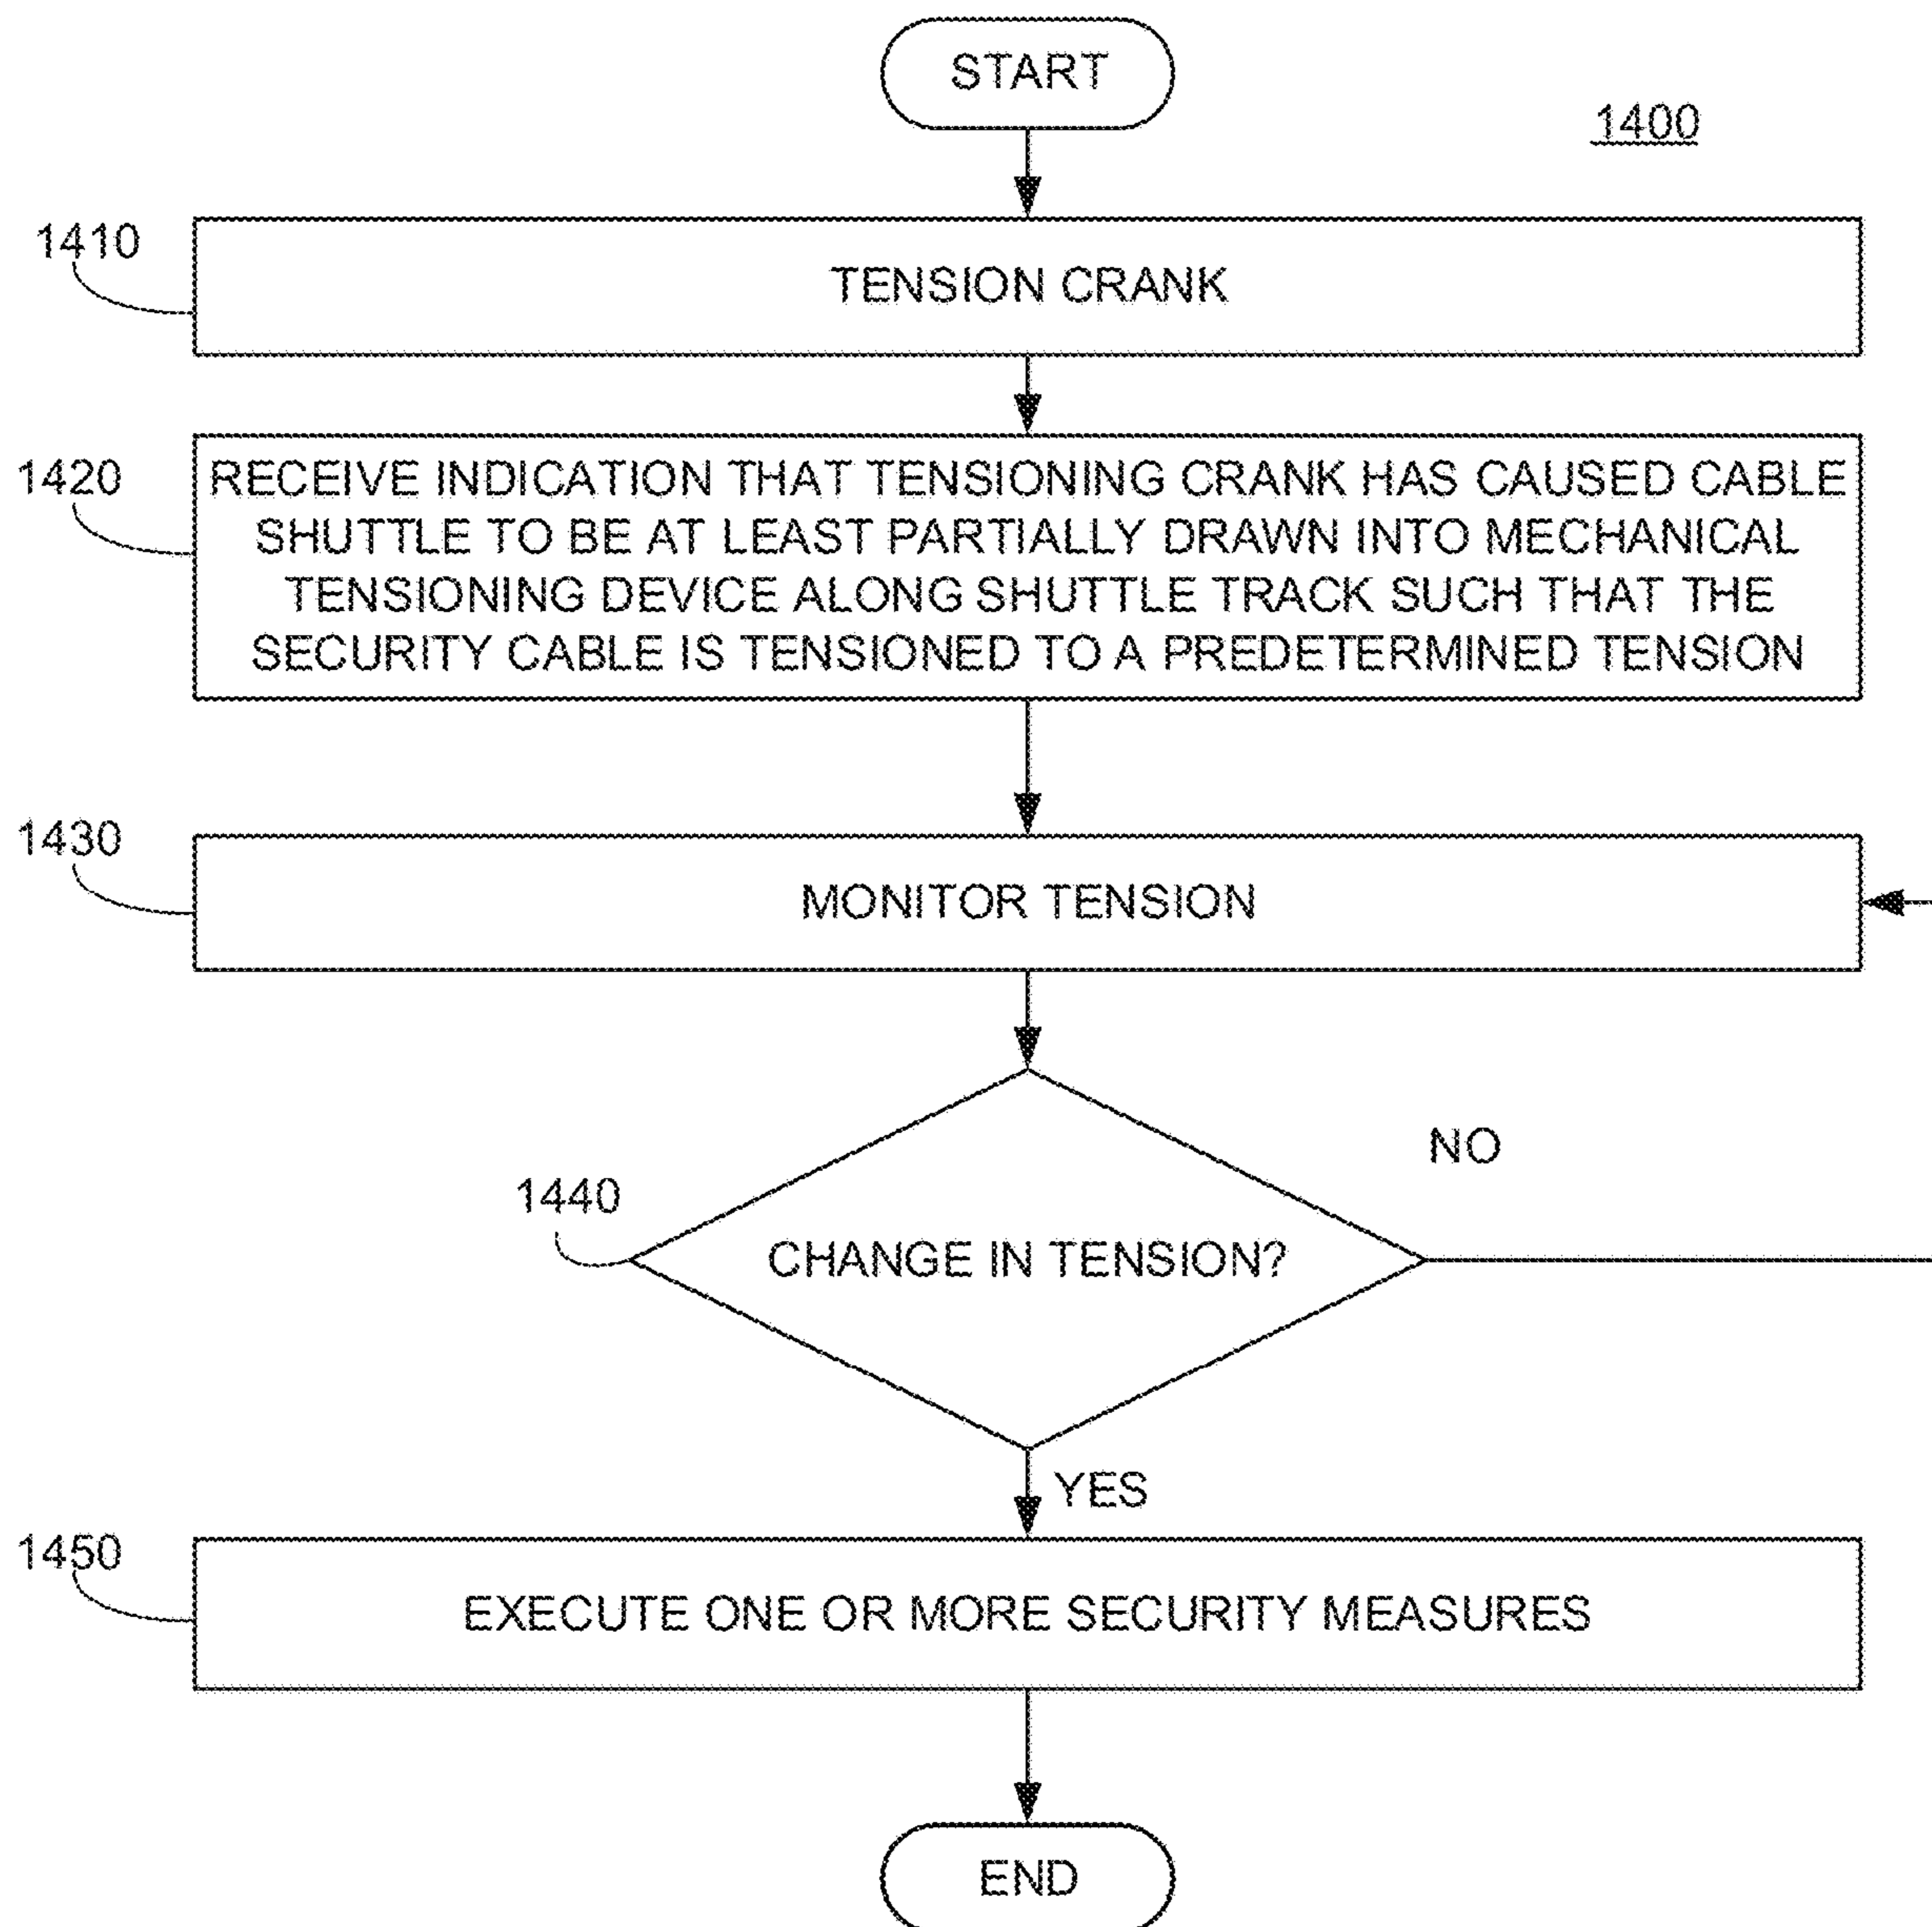 START
1400
1410
TENSION CRANK
1420
RECEIVE INDICATION THAT TENSIONING CRANK HAS CAUSED CABLE
SHUTTLE TO BE AT LEAST PARTIALLY DRAWN INTO MECHANICAL
TENSIONING DEVICE ALONG SHUTTLE TRACK SUCH THAT THE
SECURITY CABLE IS TENSIONED TO A PREDETERMINED TENSION
1430
MONITOR TENSION
NO
1440
CHANGE IN TENSION?
YES
1450
EXECUTE ONE OR MORE SECURITY MEASURES
END